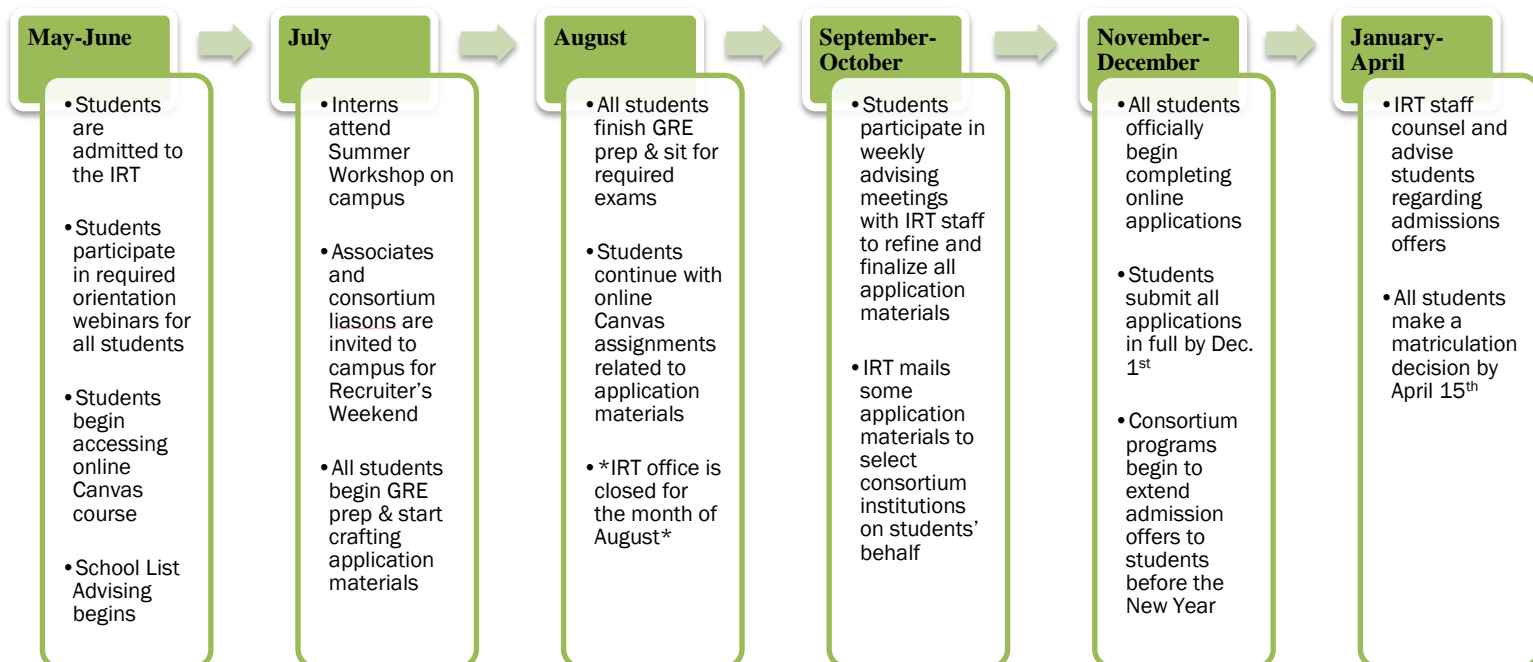 May-June
• Students
are
admitted to
the IRT
• Students
participate
in required
orientation
webinars for
all students
• Students
begin
accessing
online
Canvas
course
• School List
Advising
begins
July
• Interns
attend
Summer
Workshop on
campus
• Associates
and
consortium
liasons are
invited to
campus for
Recruiter's
Weekend
• All students
begin GRE
prep & start
crafting
application
materials
August
• All students
finish GRE
prep & sit for
required
exams
• Students
continue with
online
Canvas
assignments
related to
application
materials
• *IRT office is
closed for
the month of
August*
September-
October
• Students
participate in
weekly
advising
meetings
with IRT staff
to refine and
finalize all
application
materials
• IRT mails
some
application
materials to
select
consortium
institutions
on students'
behalf
November-
December
• All students
officially
begin
completing
online
applications
• Students
submit all
applications
in full by Dec.
1st
• Consortium
programs
begin to
extend
admission
offers to
students
before the
New Year
January-
April
• IRT staff
counsel and
advise
students
regarding
admissions
offers
• All students
make a
matriculation
decision by
April 15th